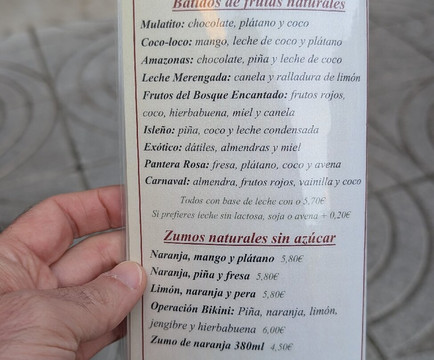 Batidos de frutas naturales
Mulatito: chocolate, plátano y coco
Coco-loco: mango, leche de coco y plátano
Amazonas: chocolate, piña y leche de coco
Leche Merengada: canela y ralladura de limón
Frutos del Bosque Encantado: frutos rojos,
coco, hierbabuena, miel y canela
Isleño: piña, coco y leche condensada
Exótico: dátiles, almendras y miel
Pantera Rosa: fresa, plátano, coco y avena
Carnaval: almendra, frutos rojos, vainilla y coco
Todos con base de leche con o 5,70€
Si prefieres leche sin lactosa, soja o avena + 0,20€
Zumos naturales sin azúcar
Naranja, mango y plátano 5,80€
Naranja, piña y fresa 5,80€
Limón, naranja y pera 5,80€
Operación Bikini: Piña, naranja, limón,
jengibre y hierbabuena 6,00€
Zumo de naranja 380ml 4,50€